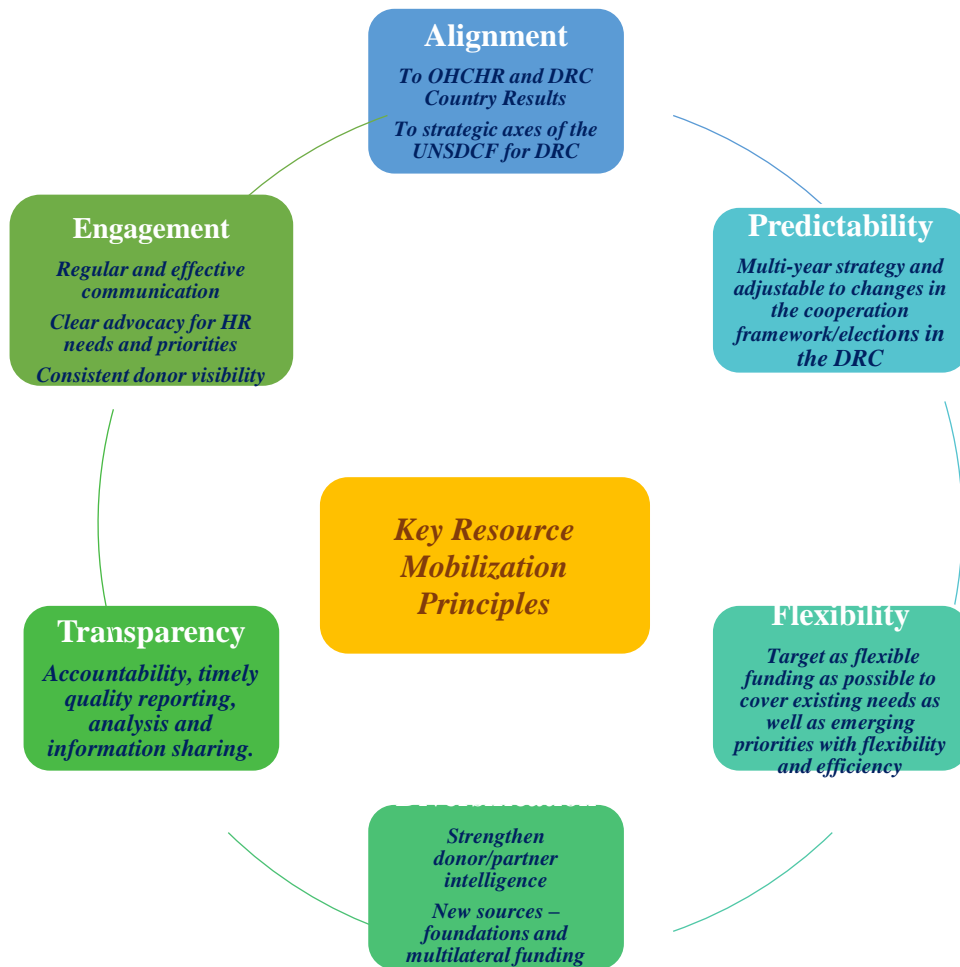 Alignment
To OHCHR and DRC
Country Results
To strategic axes of the
UNSDCF for DRC
Predictability
Multi-year strategy and
adjustable to changes in
the cooperation
framework/elections in
the DRC
Flexibility
Target as flexible
funding as possible to
cover existing needs as
well as emerging
priorities with flexibility
and efficiency
Strengthen
donor/partner
intelligence
New sources –
foundations and
multilateral funding
Transparency
Accountability, timely
quality reporting,
analysis and
information sharing.
Engagement
Regular and effective
communication
Clear advocacy for HR
needs and priorities
Consistent donor visibility
Key Resource
Mobilization
Principles